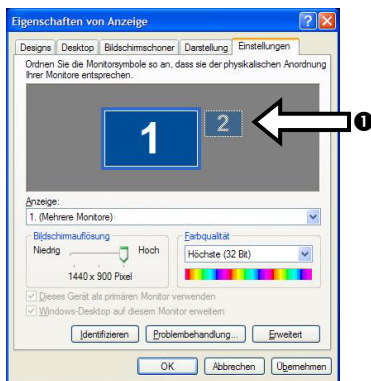 Eigenschaften von Anzeige
Designs Desktop Bildschirmschoner Darstellung Einstellungen
Ordnen Sie die Monitorsymbole so an, dass sie der physikalischen Anordnung
Ihrer Monitore entsprechen.
1
2
❶
Anzeige:
1. (Mehrere Monitore)
Bildschirmauflösung
Niedrig Hoch
1440 x 900 Pixel
Farbqualität
Höchste (32 Bit)
Dieses Gerät als primären Monitor verwenden
Windows-Desktop auf diesem Monitor erweitern
Identifizieren Problembehandlung... Erweitert
OK Abbrechen Übernehmen